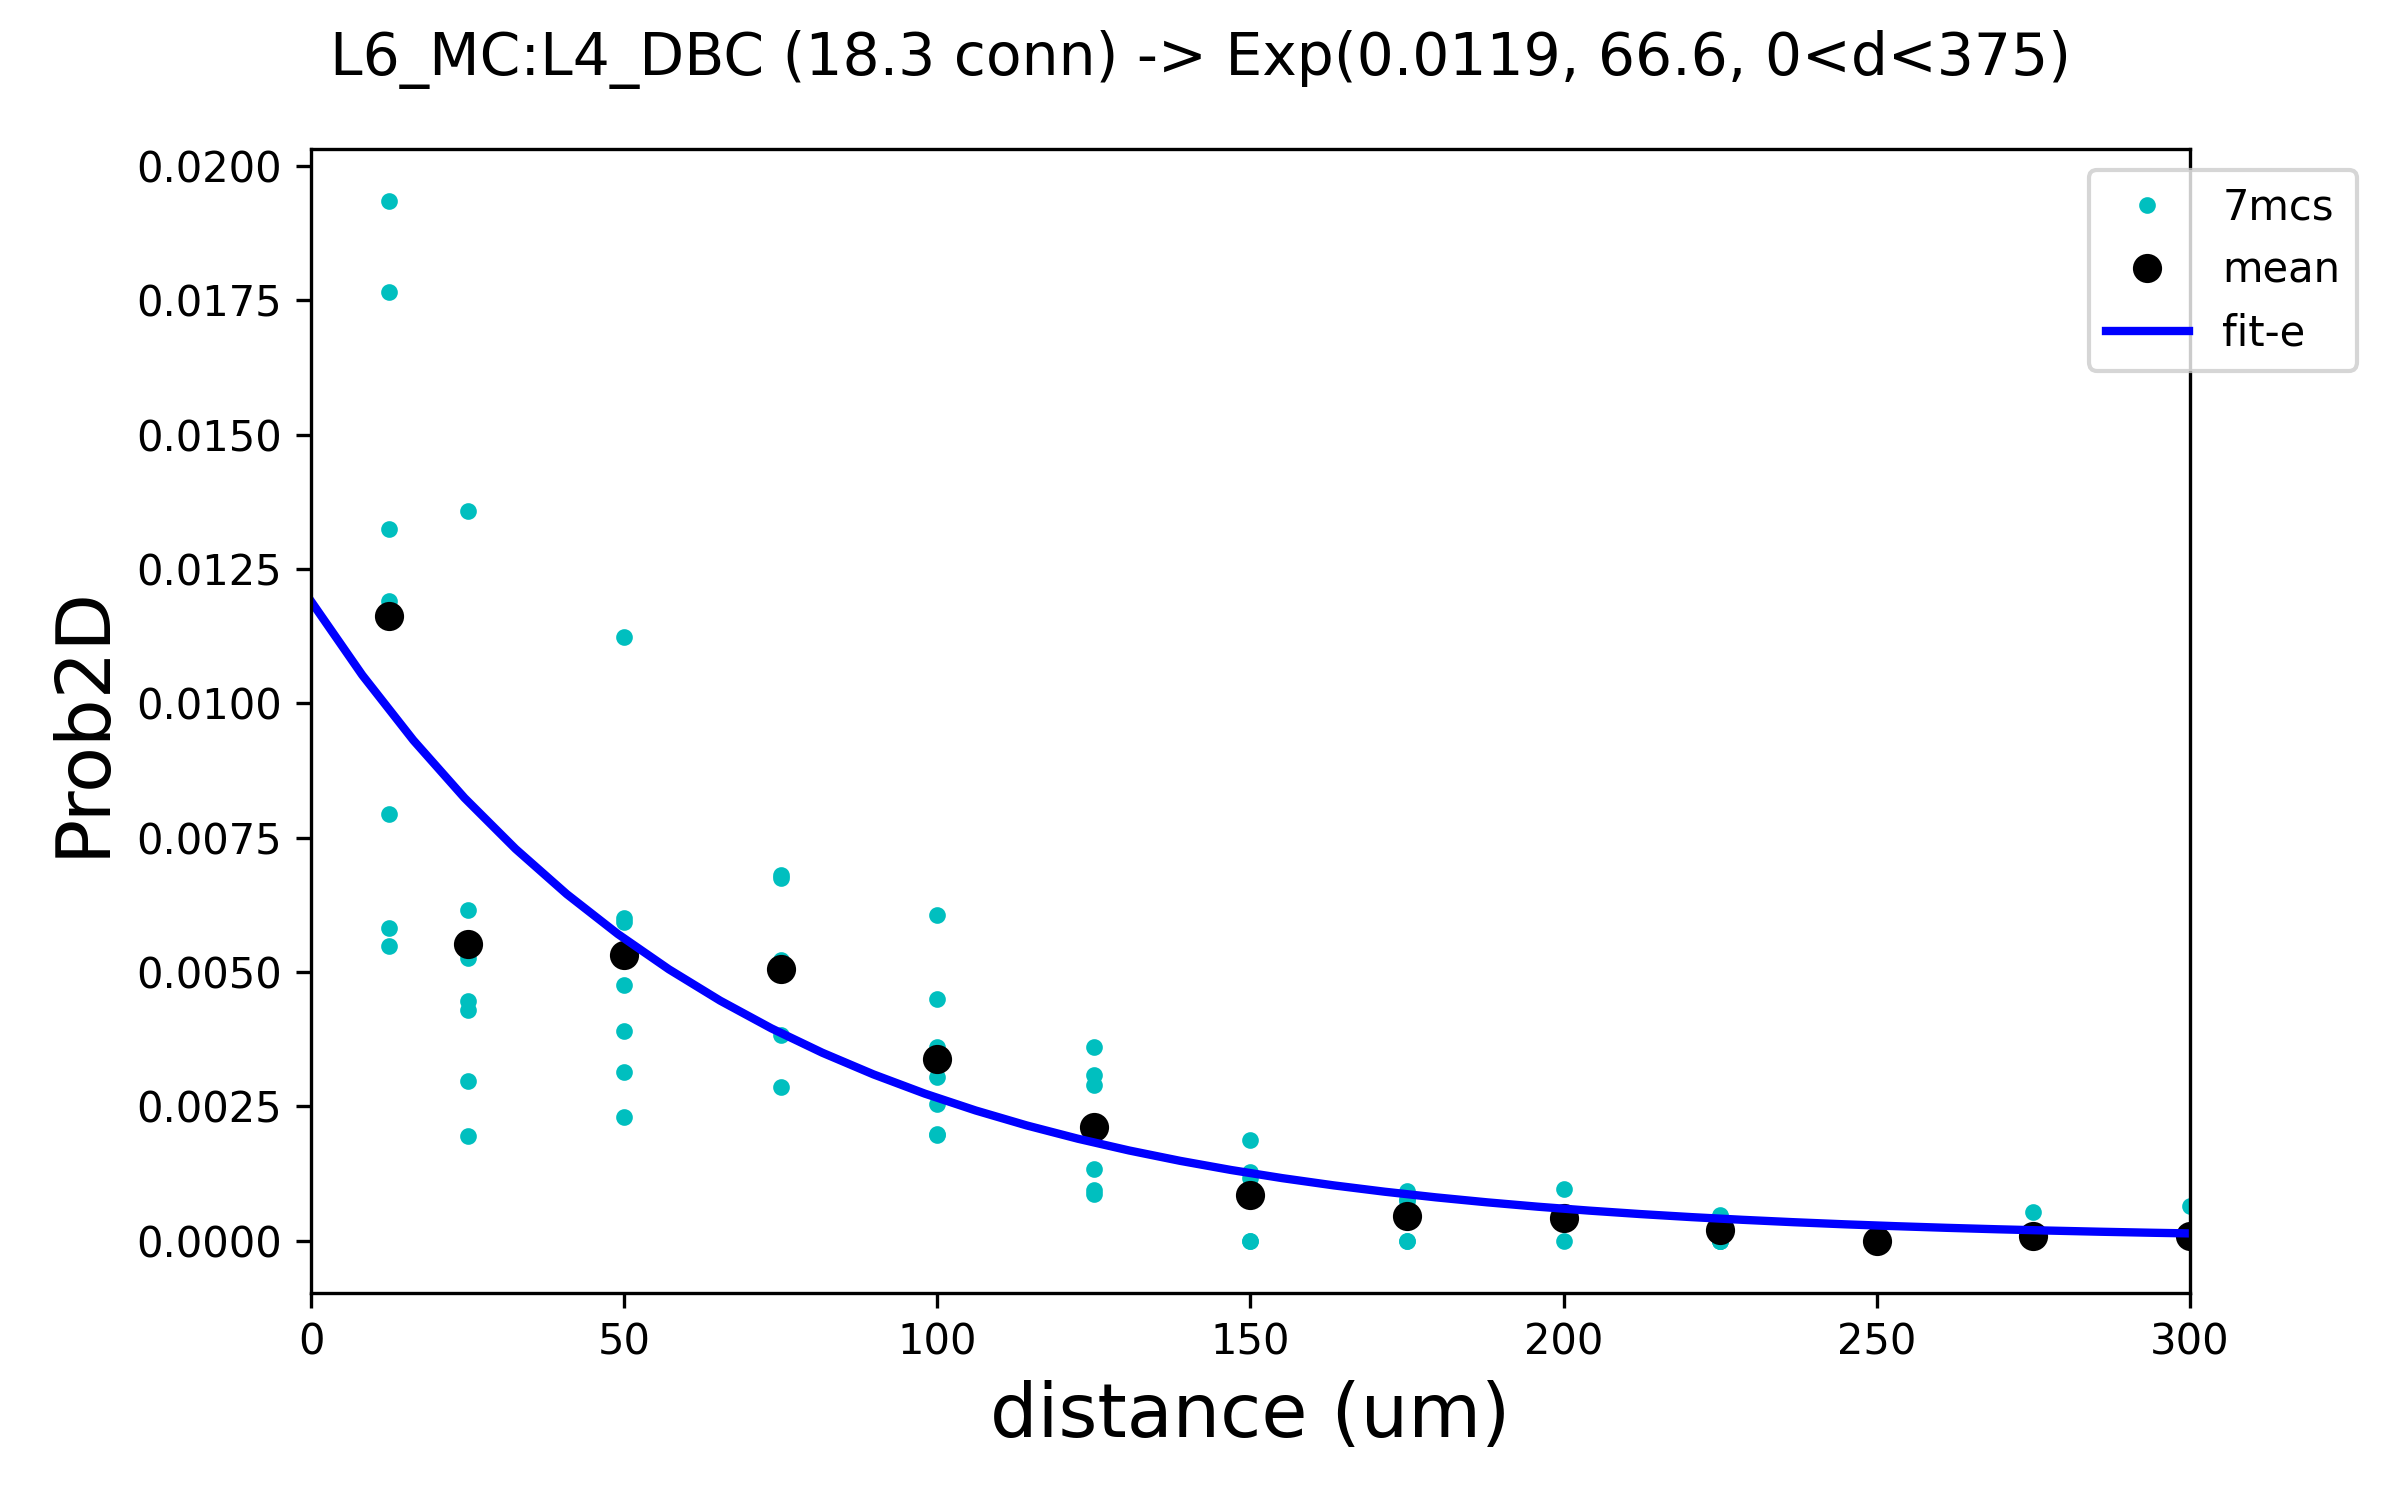 L6_MC:L4_DBC (18.3 conn) -> Exp(0.0119, 66.6, 0<d<375)
7mcs
mean
fit-e
Prob2D
0.0200
0.0175
0.0150
0.0125
0.0100
0.0075
0.0050
0.0025
0.0000
0 50 100 150 200 250 300
distance (um)